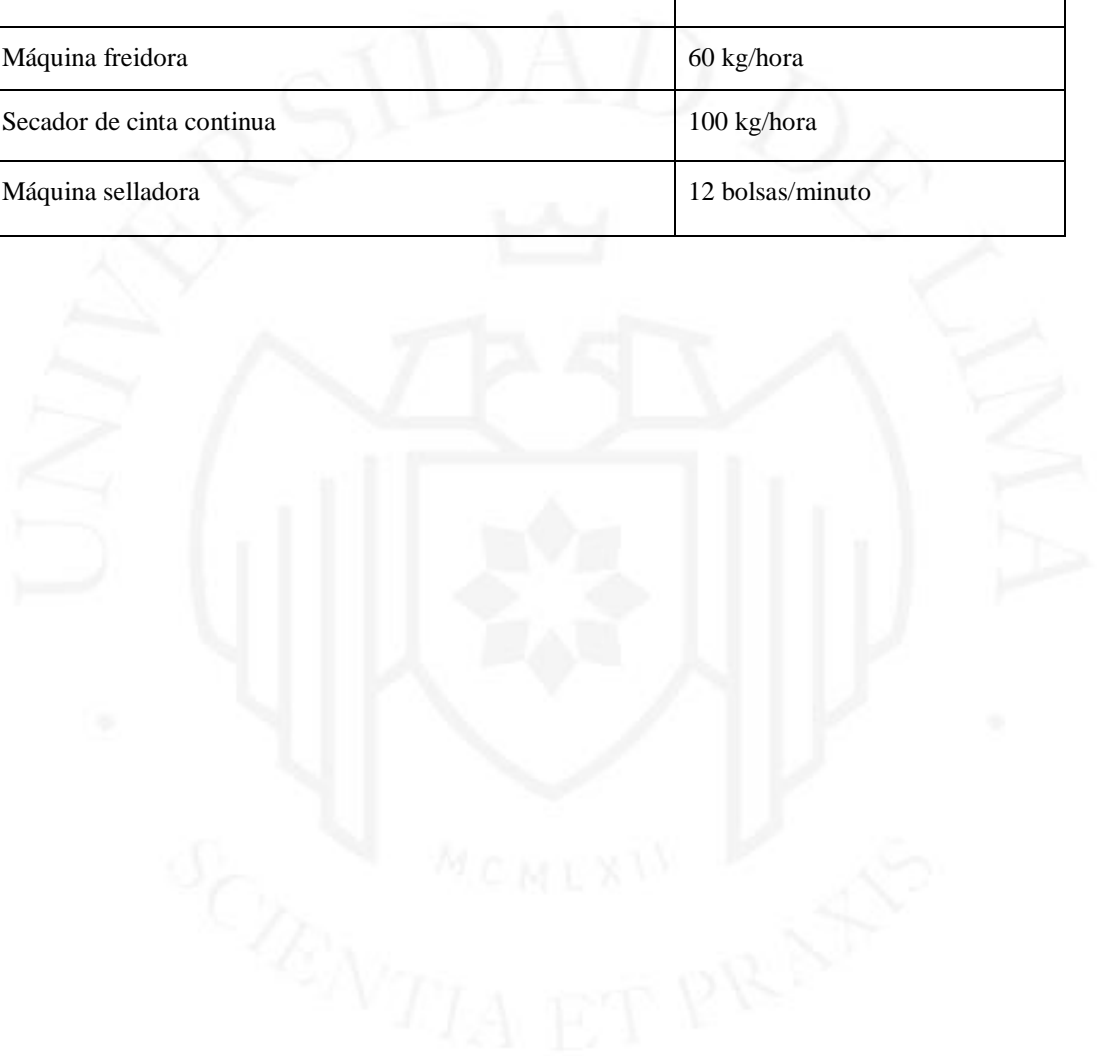 Máquina freidora 60 kg/hora
Secador de cinta continua 100 kg/hora
Máquina selladora 12 bolsas/minuto
UNIVERSIDAD DE LIMA
MCMLXII
SCIENTIA ET PRAXIS